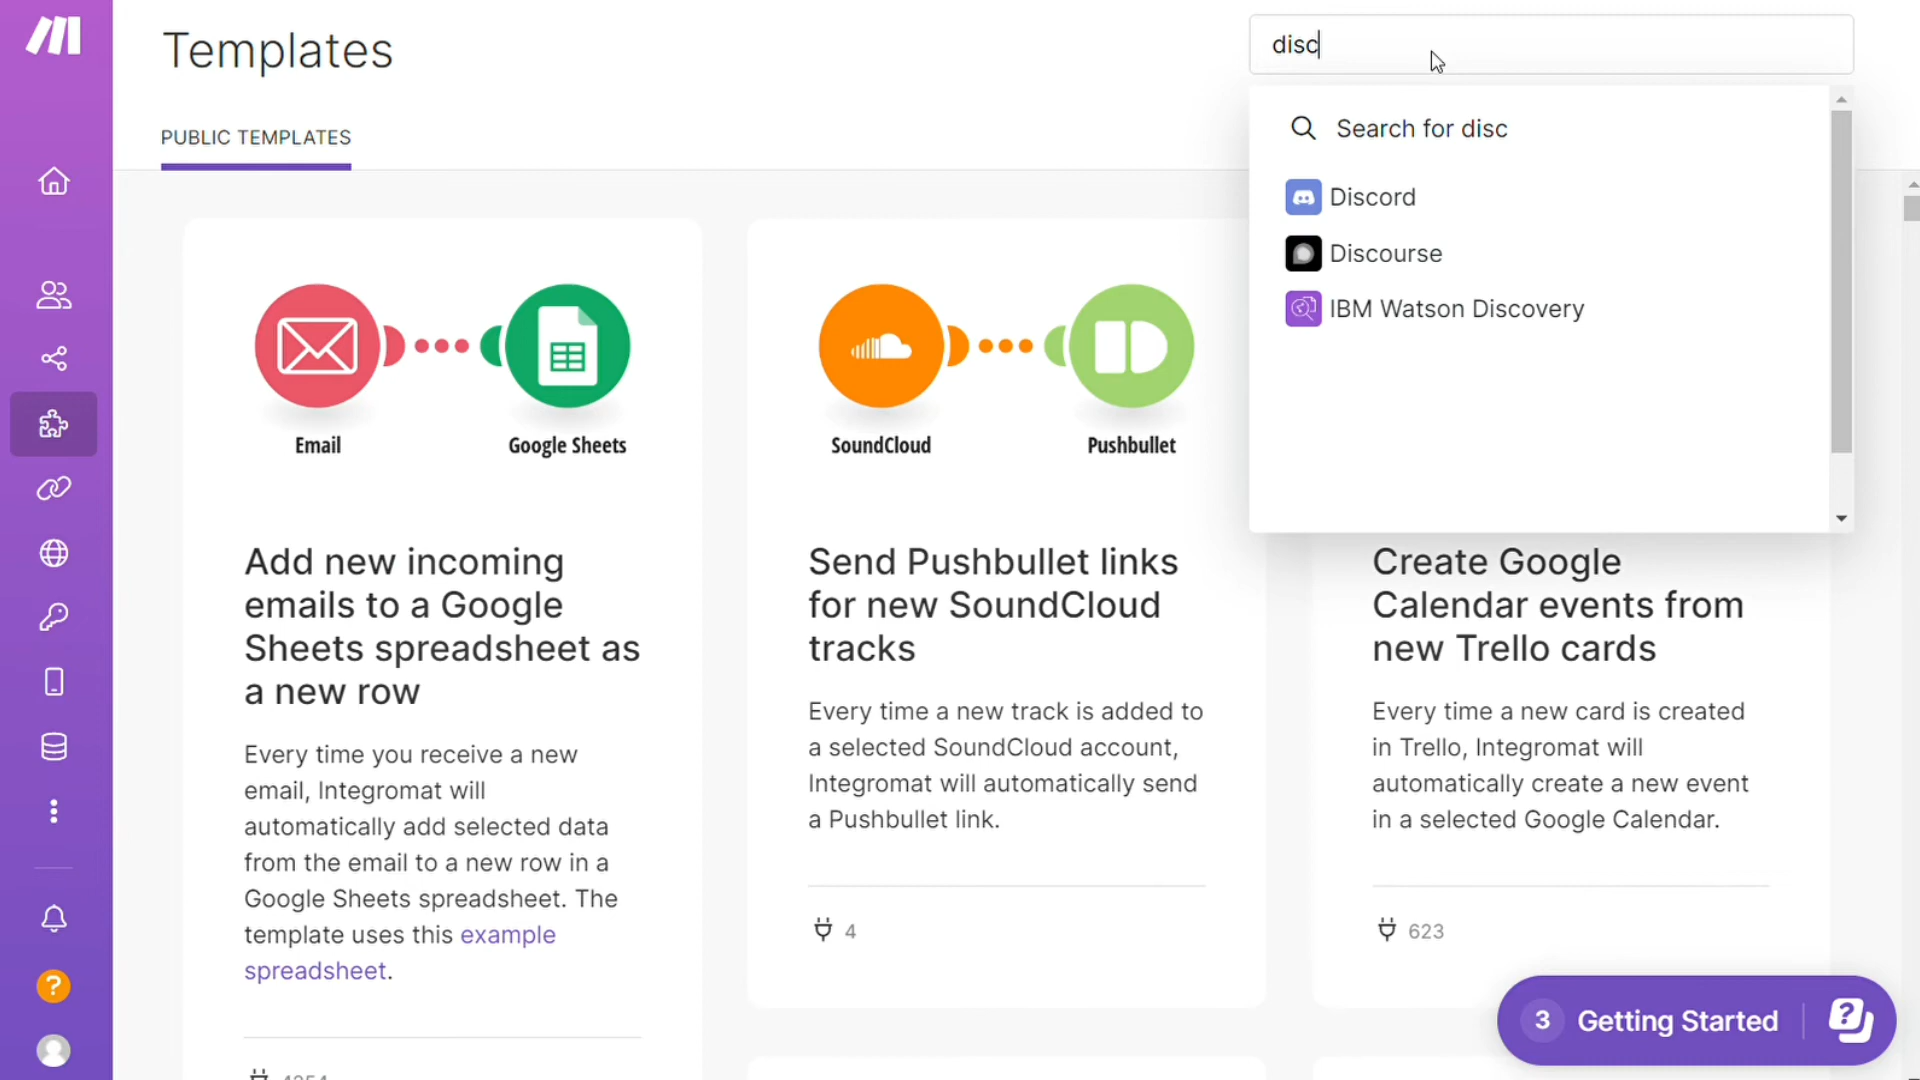 Templates
disc
PUBLIC TEMPLATES
Search for disc
Discord
Discourse
IBM Watson Discovery
Email
Google Sheets
SoundCloud
Pushbullet
Add new incoming
emails to a Google
Sheets spreadsheet as
a new row
Every time you receive a new
email, Integromat will
automatically add selected data
from the email to a new row in a
Google Sheets spreadsheet. The
template uses this example
spreadsheet.
Send Pushbullet links
for new SoundCloud
tracks
Every time a new track is added to
a selected SoundCloud account,
Integromat will automatically send
a Pushbullet link.
4
Create Google
Calendar events from
new Trello cards
Every time a new card is created
in Trello, Integromat will
automatically create a new event
in a selected Google Calendar.
623
3 Getting Started